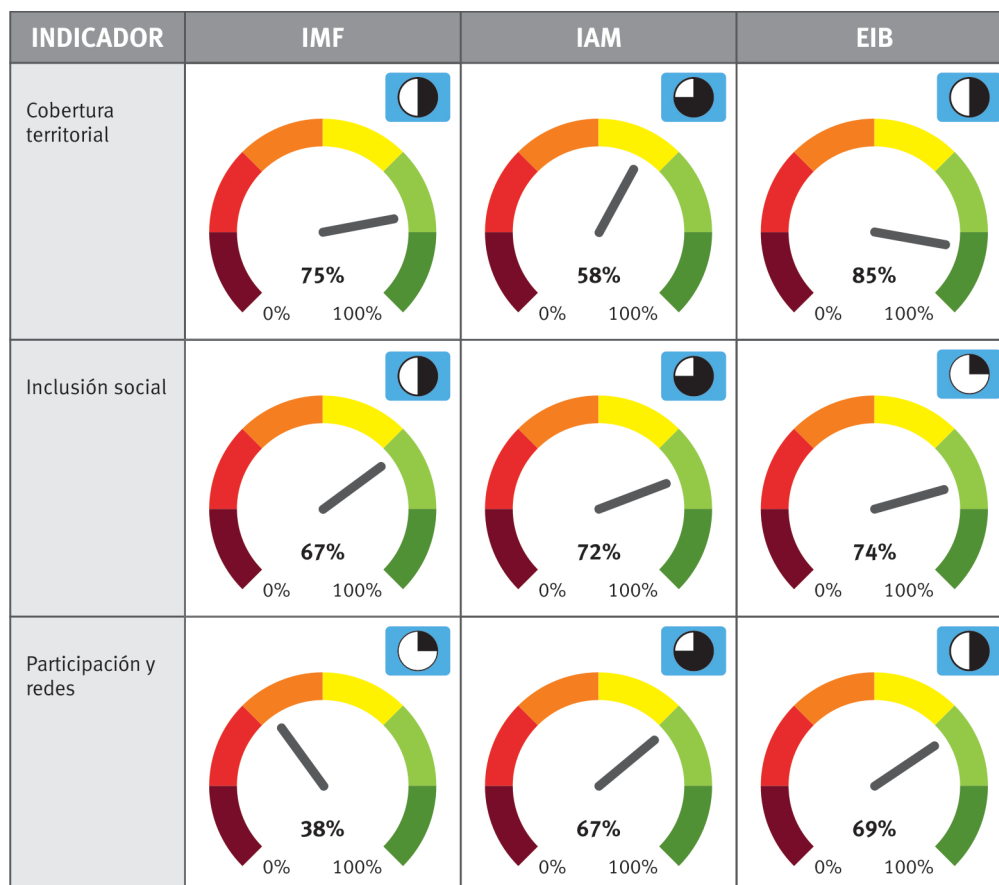 INDICADOR IMF IAM EIB
Cobertura
territorial
75% 58% 85%
0% 100% 0% 100% 0% 100%
Inclusión social
67% 72% 74%
0% 100% 0% 100% 0% 100%
Participación y
redes
38% 67% 69%
0% 100% 0% 100% 0% 100%